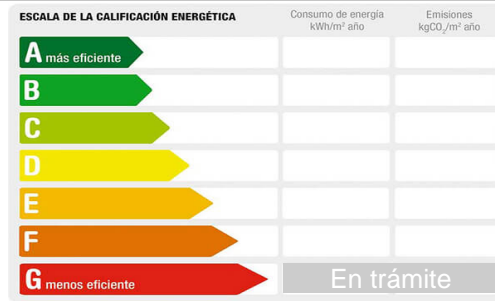 ESCALA DE LA CALIFICACIÓN ENERGÉTICA
Consumo de energía
kWh/m² año
Emisiones
kgCO₂/m² año
A más eficiente
B
C
D
E
F
G menos eficiente
En trámite